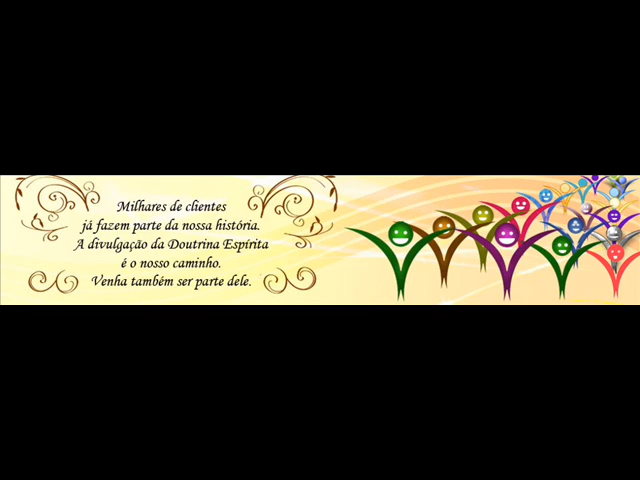 Milhares de clientes
já fazem parte da nossa história.
A divulgação da Doutrina Espírita
é o nosso caminho.
Venha também ser parte dele.